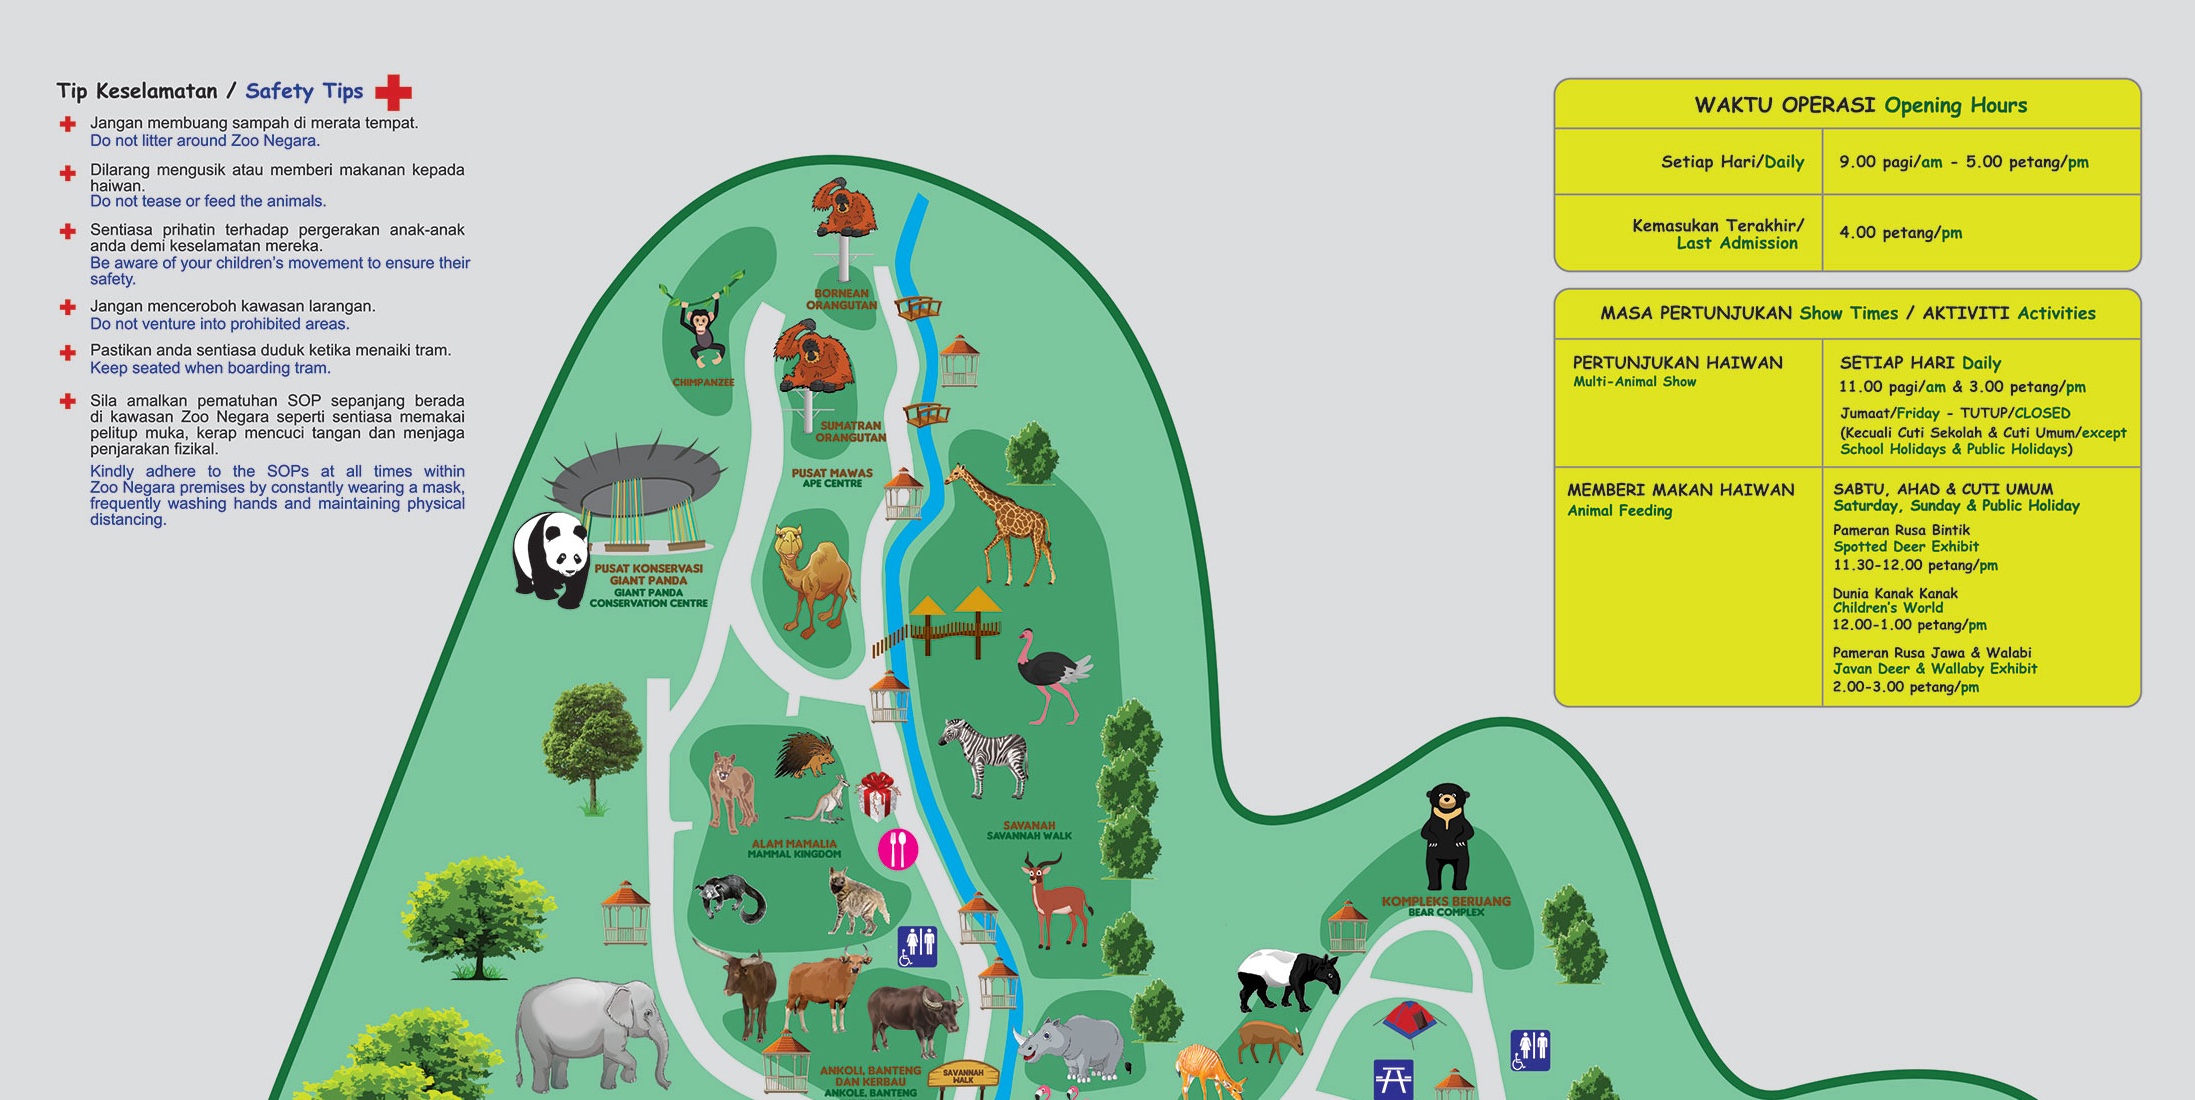 Tip Keselamatan / Safety Tips
Jangan membuang sampah di merata tempat.
Do not litter around Zoo Negara.
Dilarang mengusik atau memberi makanan kepada
haiwan.
Do not tease or feed the animals.
Sentiasa prihatin terhadap pergerakan anak-anak
anda demi keselamatan mereka.
Be aware of your children's movement to ensure their
safety.
Jangan menceroboh kawasan larangan.
Do not venture into prohibited areas.
Pastikan anda sentiasa duduk ketika menaiki tram.
Keep seated when boarding tram.
Sila amalkan pematuhan SOP sepanjang berada
di kawasan Zoo Negara seperti sentiasa memakai
pelitup muka, kerap mencuci tangan dan menjaga
penjarakan fizikal.
Kindly adhere to the SOPs at all times within
Zoo Negara premises by constantly wearing a mask,
frequently washing hands and maintaining physical
distancing.
WAKTU OPERASI Opening Hours
Setiap Hari/Daily
9.00 pagi/am - 5.00 petang/pm
Kemasukan Terakhir/
Last Admission
4.00 petang/pm
MASA PERTUNJUKAN Show Times / AKTIVITI Activities
PERTUNJUKAN HAIWAN
Multi-Animal Show
SETIAP HARI Daily
11.00 pagi/am & 3.00 petang/pm
Jumaat/Friday - TUTUP/CLOSED
(Kecuali Cuti Sekolah & Cuti Umum/except
School Holidays & Public Holidays)
MEMBERI MAKAN HAIWAN
Animal Feeding
SABTU, AHAD & CUTI UMUM
Saturday, Sunday & Public Holiday
Pameran Rusa Bintik
Spotted Deer Exhibit
11.30-12.00 petang/pm
Dunia Kanak Kanak
Children's World
12.00-1.00 petang/pm
Pameran Rusa Jawa & Walabi
Javan Deer & Wallaby Exhibit
2.00-3.00 petang/pm
BORNEAN
ORANGUTAN
CHIMPANZEE
SUMATRAN
ORANGUTAN
PUSAT MAWAS
APE CENTRE
PUSAT KONSERVASI
GIANT PANDA
GIANT PANDA
CONSERVATION CENTRE
ALAM MAMALIA
MAMMAL KINGDOM
SAVANAH
SAVANNAH WALK
KOMPLEKS BERUANG
BEAR COMPLEX
ANKOLI, BANTENG
DAN KERBAU
ANKOLE, BANTENG
SAVANNAH
WALK